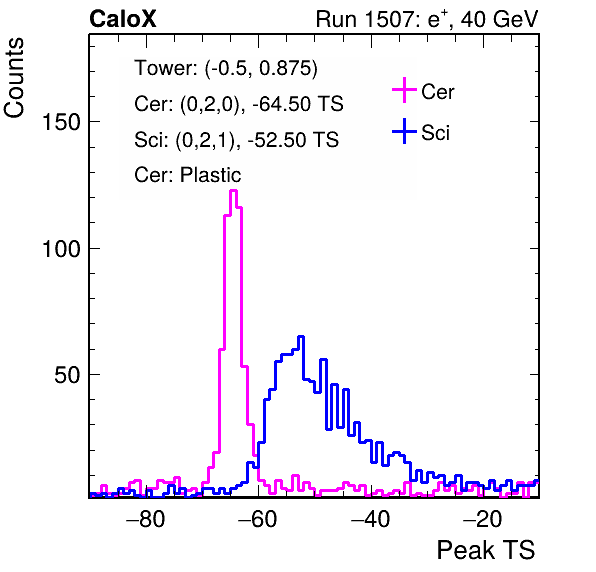 CaloX Run 1507: e⁺, 40 GeV
Counts
Tower: (-0.5, 0.875)
Cer: (0,2,0), -64.50 TS
Sci: (0,2,1), -52.50 TS
Cer: Plastic
Cer
Sci
150
100
50
−80 −60 −40 −20
Peak TS